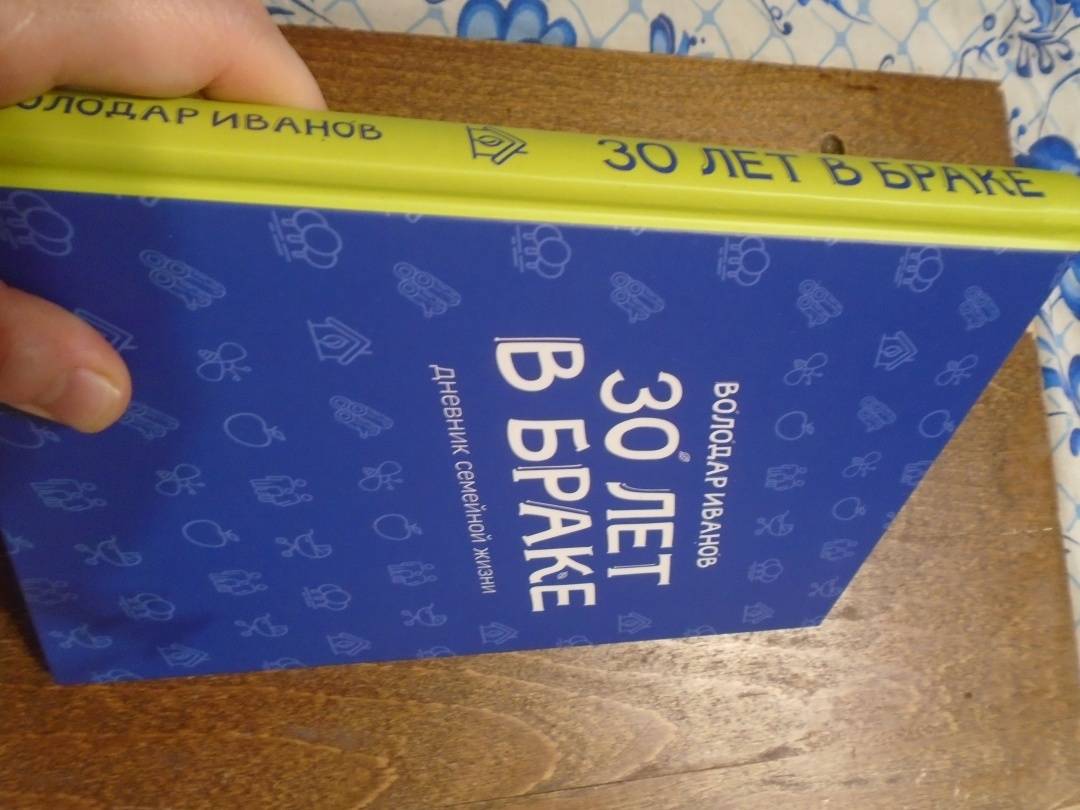 ВОЛОДАР ИВАНОВ
30 ЛЕТ В БРАКЕ
ВОЛОДАР ИВАНОВ
30 ЛЕТ
В БРАКЕ
дневник семейной жизни